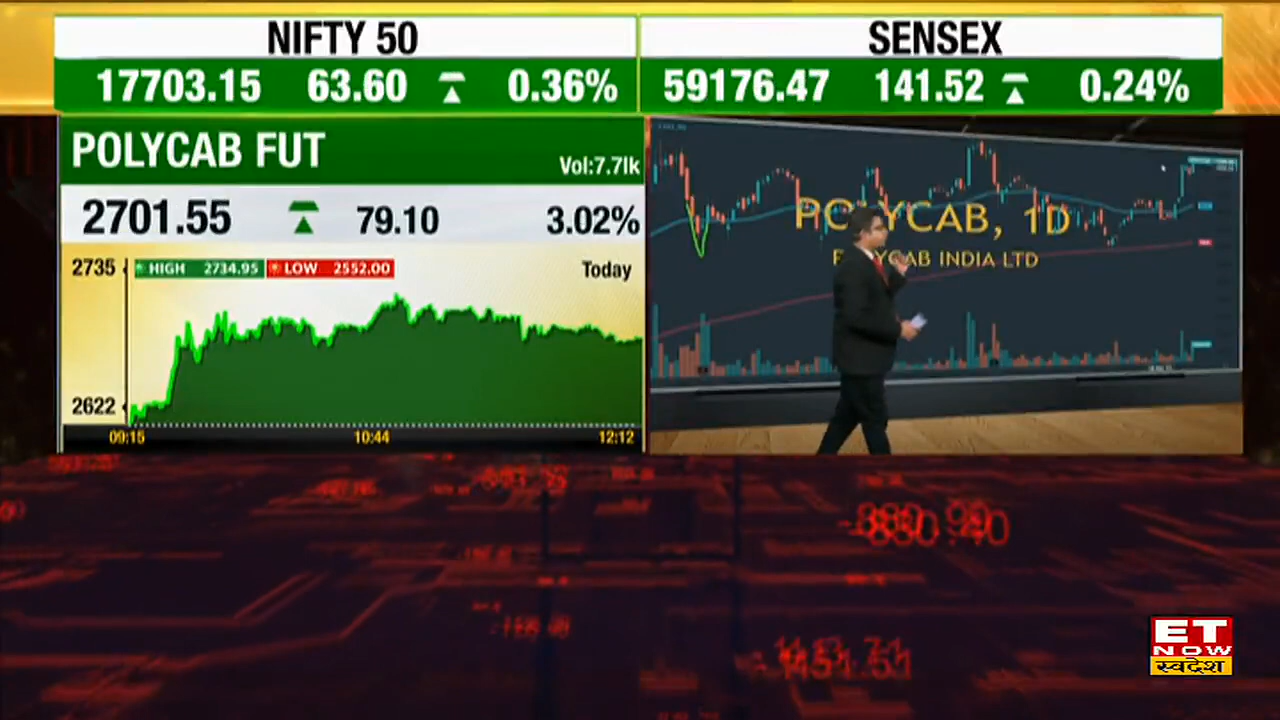 NIFTY 50
17703.15 63.60 0.36%
SENSEX
59176.47 141.52 0.24%
POLYCAB FUT
Vol:7.71k
2701.55 79.10 3.02%
2735
HIGH 2734.95 LOW 2552.00
Today
2622
09:15 10:44 12:12
POLYCAB, 1D
POLYCAB INDIA LTD
ET
NOW
स्वदेश